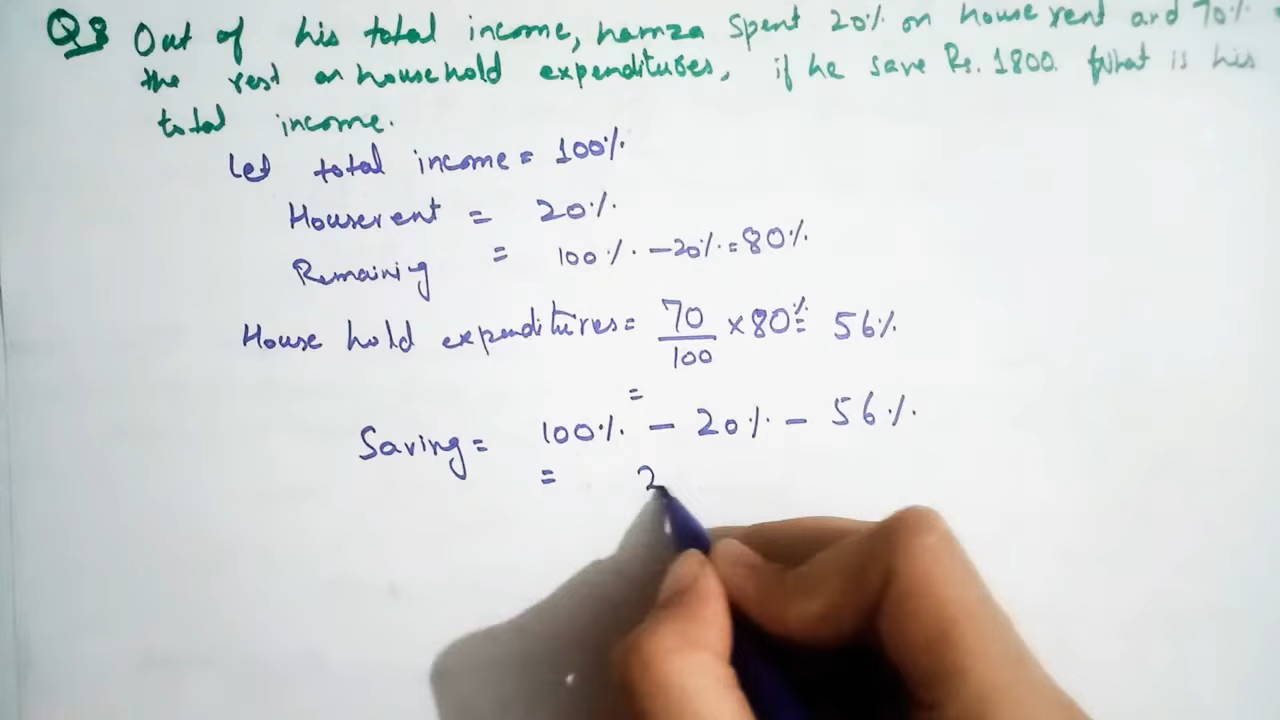 Q8 Out of his total income, hamza spent 20% on house rent and 70%
the rest on household expenditures, if he save Rs. 1800. What is his
total income.
Let total income = 100%
House rent = 20%
Remaining = 100% - 20% = 80%
House hold expenditures = 70/100 × 80% = 56%
=
Saving = 100% - 20% - 56%
= 2